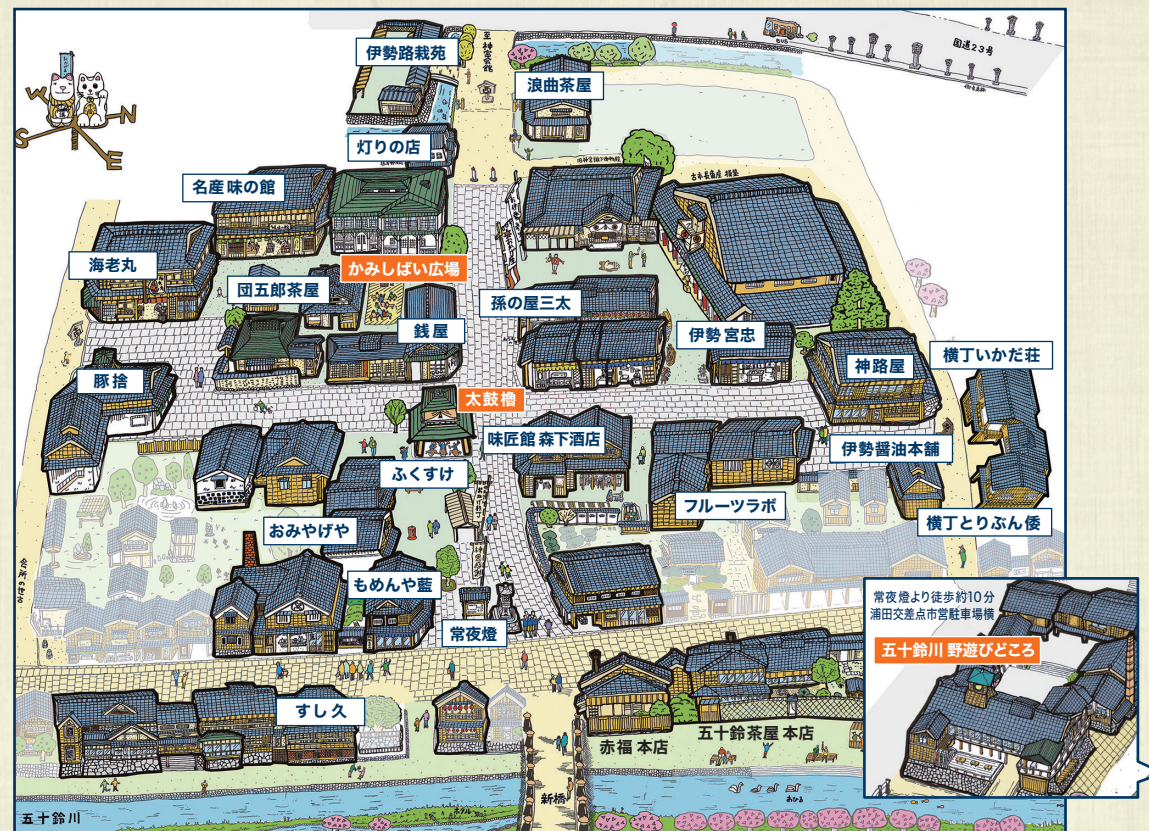 伊勢路栽苑
国道23号
浪曲茶屋
灯りの店
名産味の館
海老丸
かみしばい広場
団五郎茶屋
孫の屋三太
銭屋
伊勢宮忠
神路屋
横丁いかだ荘
豚捨
太鼓櫓
味匠館 森下酒店
伊勢醤油本舗
ふくすけ
フルーツラボ
おみやげや
横丁とりぶん倭
もめんや藍
常夜燈
常夜燈より徒歩約10分
浦田交差点市営駐車場横
五十鈴川 野遊びどころ
すし久
赤福 本店
五十鈴茶屋 本店
新橋
あひる
五十鈴川
W
N
S
E